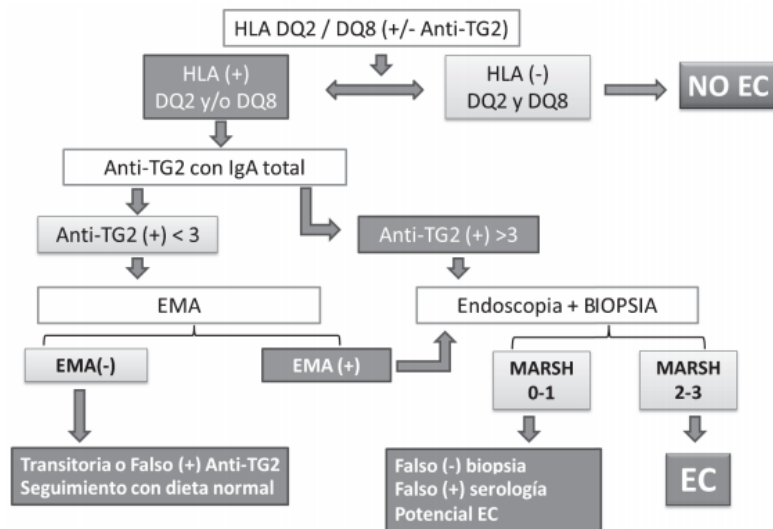 HLA DQ2 / DQ8 (+/- Anti-TG2)
HLA (+)
DQ2 y/o DQ8
HLA (-)
DQ2 y DQ8
NO EC
Anti-TG2 con IgA total
Anti-TG2 (+) < 3
Anti-TG2 (+) >3
EMA
Endoscopia + BIOPSIA
EMA(-)
EMA (+)
MARSH
0-1
MARSH
2-3
Transitoria o Falso (+) Anti-TG2
Seguimiento con dieta normal
Falso (-) biopsia
Falso (+) serología
Potencial EC
EC